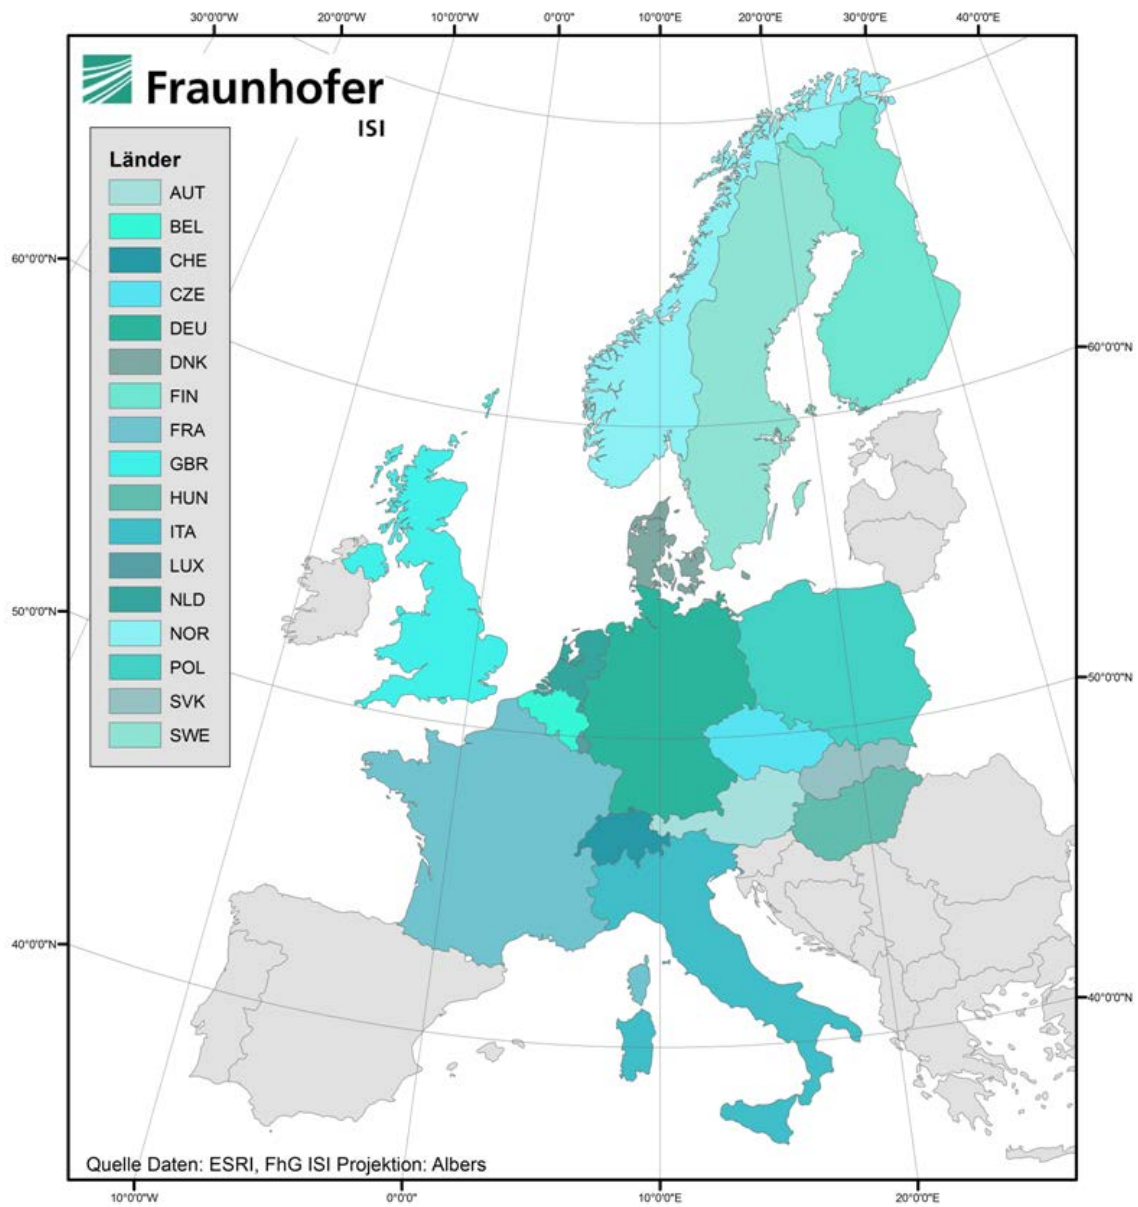 30°0'0"W 20°0'0"W 10°0'0"W 0°0'0" 10°0'0"E 20°0'0"E 30°0'0"E 40°0'0"E
Fraunhofer
ISI
Länder
AUT
BEL
CHE
CZE
DEU
DNK
FIN
FRA
GBR
HUN
ITA
LUX
NLD
NOR
POL
SVK
SWE
60°0'0"N
50°0'0"N
40°0'0"N
60°0'0"N
50°0'0"N
40°0'0"N
Quelle Daten: ESRI, FhG ISI Projektion: Albers
10°0'0"W 0°0'0" 10°0'0"E 20°0'0"E